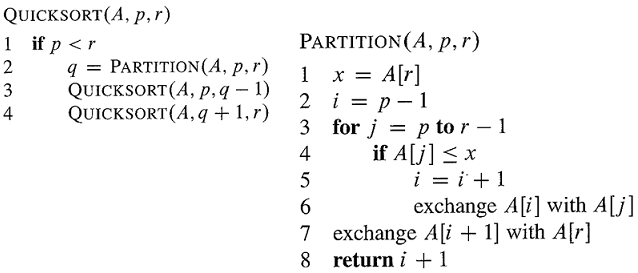 QUICKSORT(A, p, r)
1 if p < r
2 q = PARTITION(A, p, r)
3 QUICKSORT(A, p, q − 1)
4 QUICKSORT(A, q + 1, r)
PARTITION(A, p, r)
1 x = A[r]
2 i = p − 1
3 for j = p to r − 1
4 if A[j] ≤ x
5 i = i + 1
6 exchange A[i] with A[j]
7 exchange A[i + 1] with A[r]
8 return i + 1